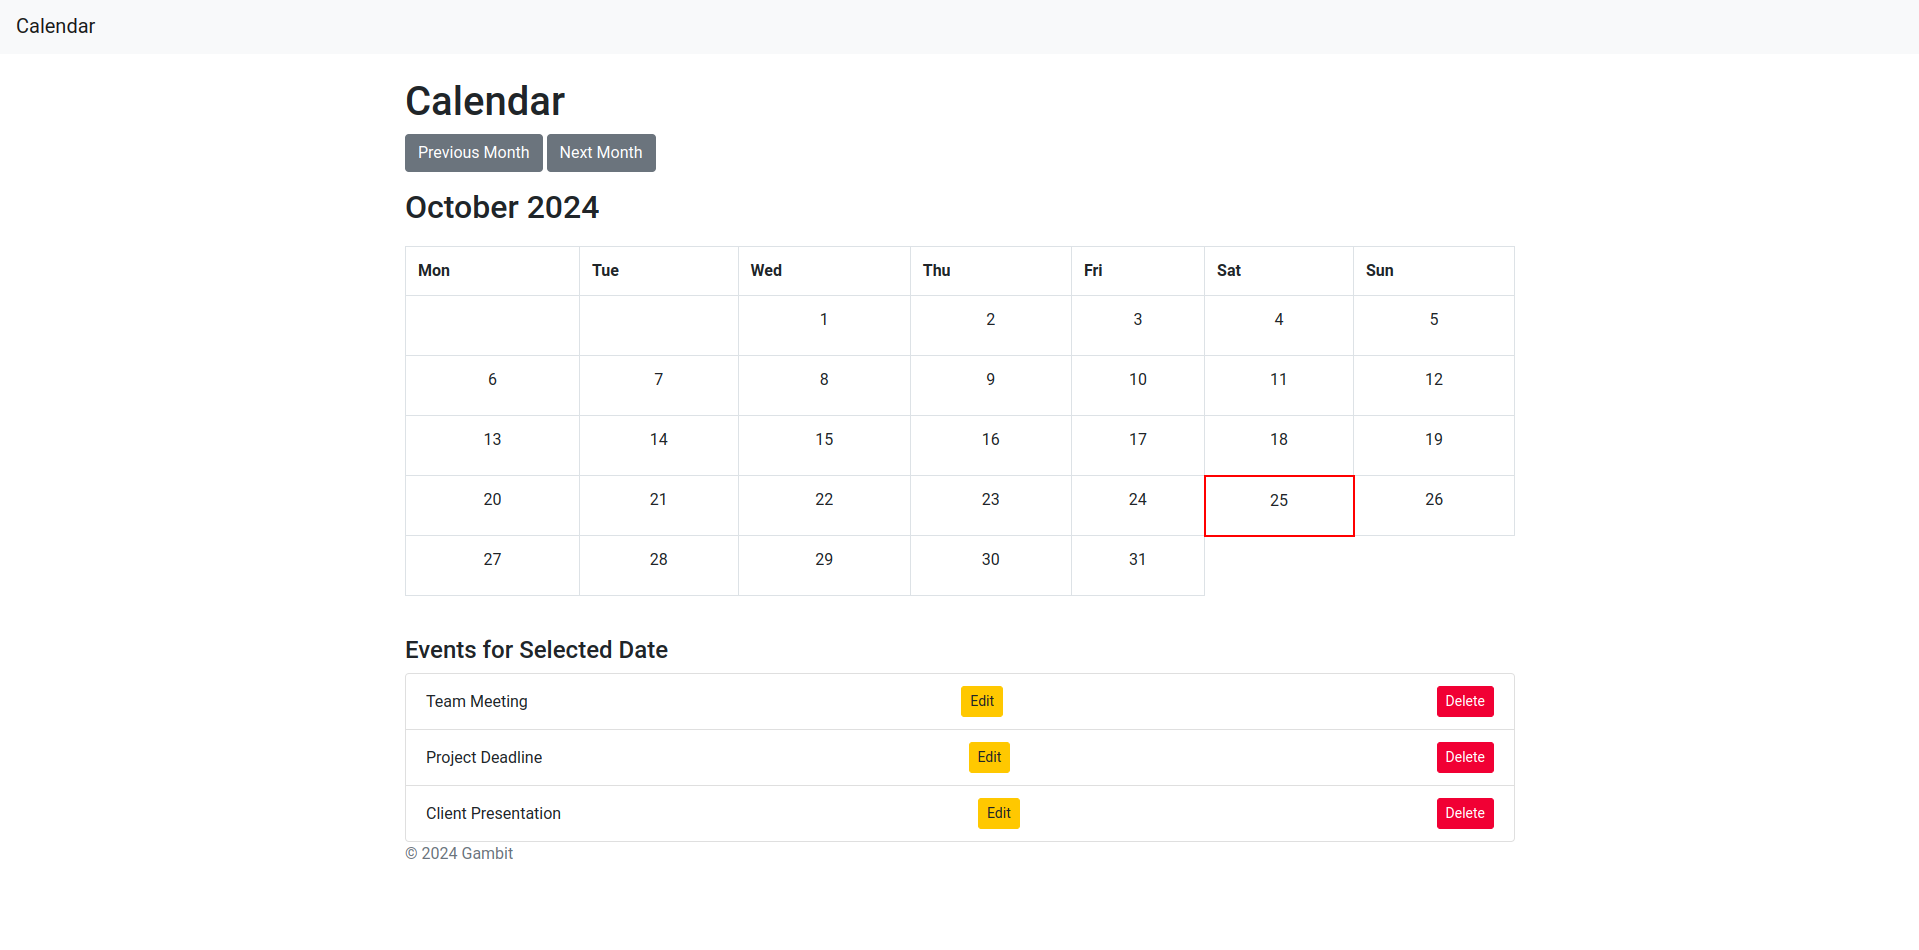 Calendar
Calendar
Previous Month Next Month
October 2024
Mon Tue Wed Thu Fri Sat Sun
1 2 3 4 5
6 7 8 9 10 11 12
13 14 15 16 17 18 19
20 21 22 23 24 25 26
27 28 29 30 31
Events for Selected Date
Team Meeting Edit Delete
Project Deadline Edit Delete
Client Presentation Edit Delete
© 2024 Gambit